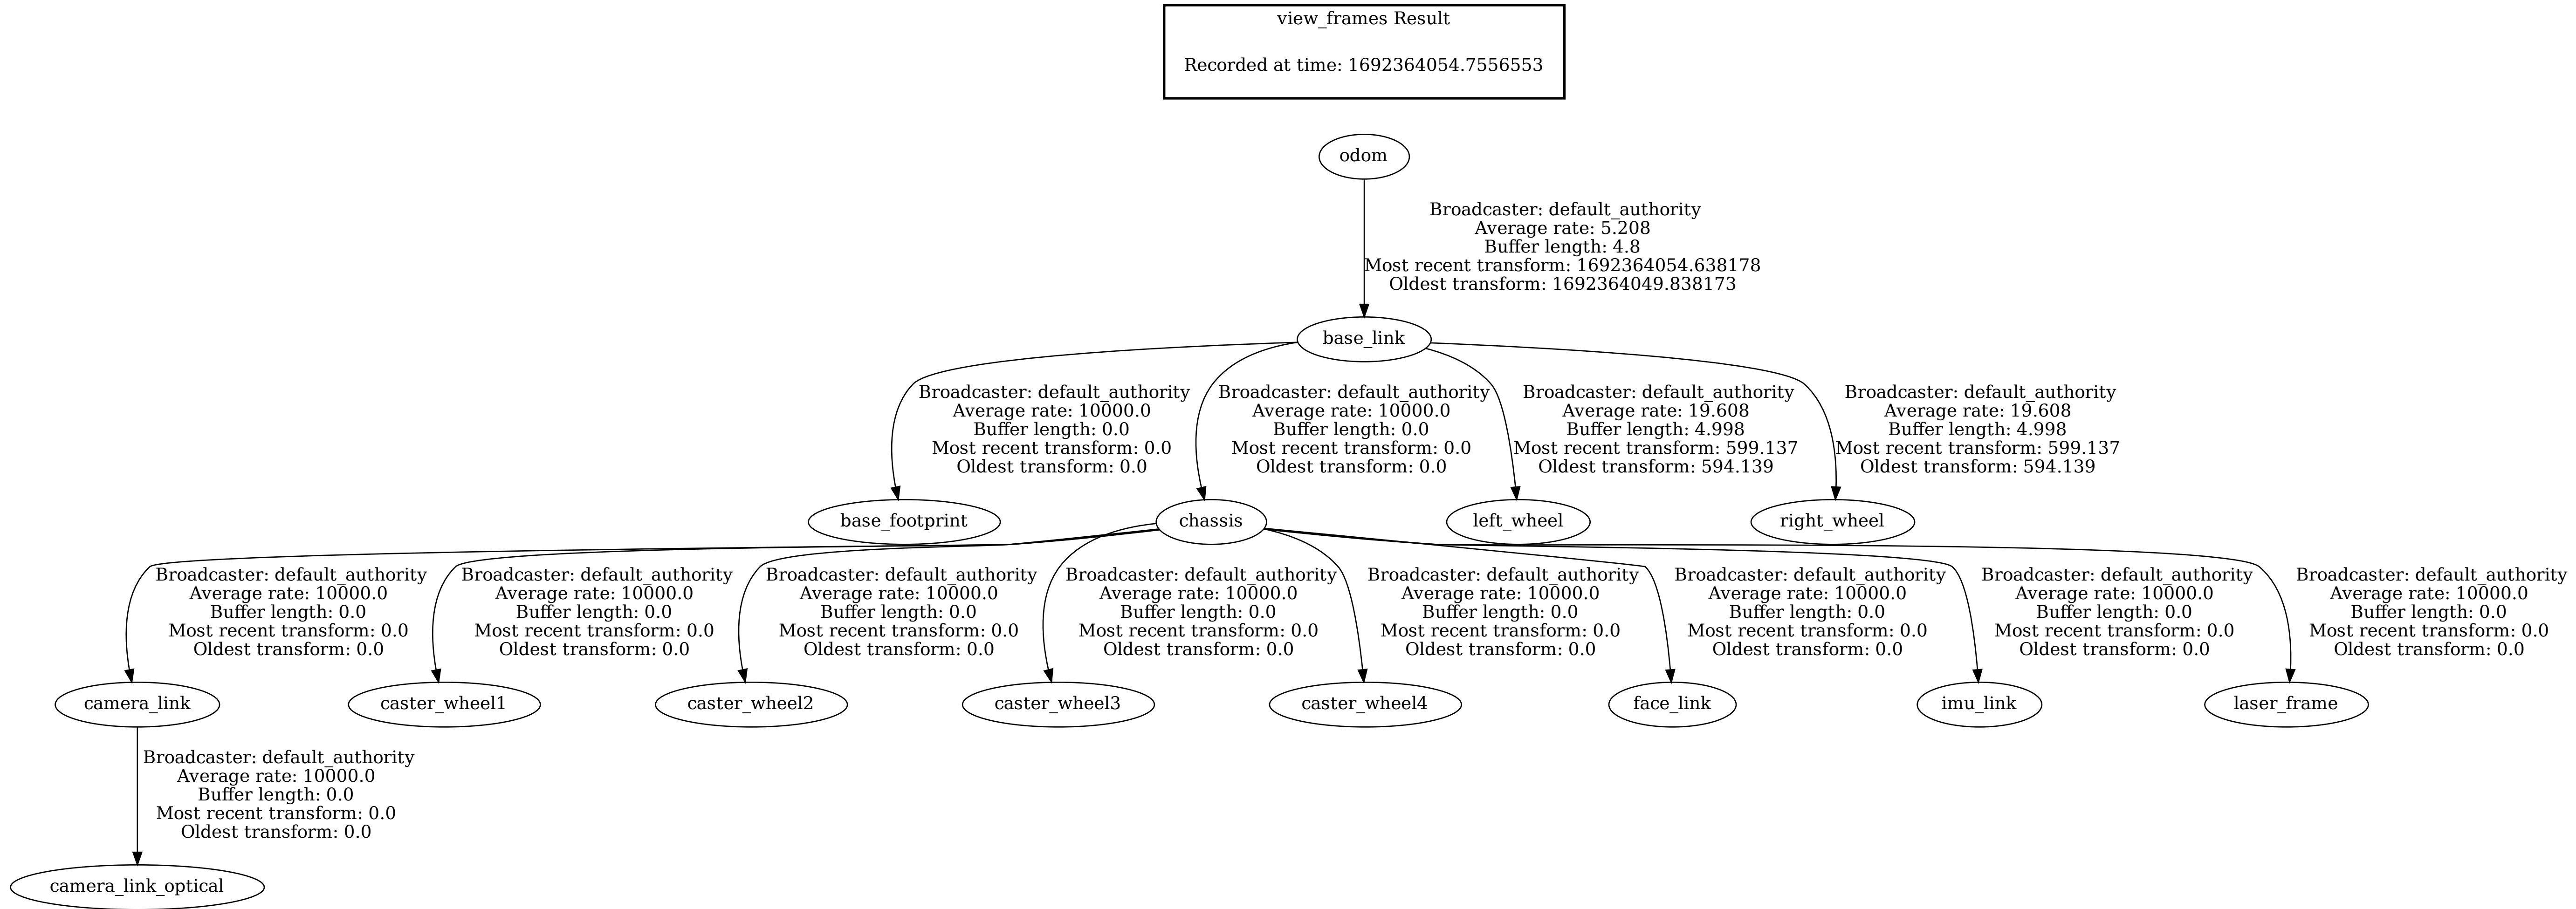 view_frames Result
Recorded at time: 1692364054.7556553
odom
Broadcaster: default_authority
Average rate: 5.208
Buffer length: 4.8
Most recent transform: 1692364054.638178
Oldest transform: 1692364049.838173
base_link
Broadcaster: default_authority
Average rate: 10000.0
Buffer length: 0.0
Most recent transform: 0.0
Oldest transform: 0.0
Broadcaster: default_authority
Average rate: 10000.0
Buffer length: 0.0
Most recent transform: 0.0
Oldest transform: 0.0
Broadcaster: default_authority
Average rate: 19.608
Buffer length: 4.998
Most recent transform: 599.137
Oldest transform: 594.139
Broadcaster: default_authority
Average rate: 19.608
Buffer length: 4.998
Most recent transform: 599.137
Oldest transform: 594.139
base_footprint
chassis
left_wheel
right_wheel
Broadcaster: default_authority
Average rate: 10000.0
Buffer length: 0.0
Most recent transform: 0.0
Oldest transform: 0.0
Broadcaster: default_authority
Average rate: 10000.0
Buffer length: 0.0
Most recent transform: 0.0
Oldest transform: 0.0
Broadcaster: default_authority
Average rate: 10000.0
Buffer length: 0.0
Most recent transform: 0.0
Oldest transform: 0.0
Broadcaster: default_authority
Average rate: 10000.0
Buffer length: 0.0
Most recent transform: 0.0
Oldest transform: 0.0
Broadcaster: default_authority
Average rate: 10000.0
Buffer length: 0.0
Most recent transform: 0.0
Oldest transform: 0.0
Broadcaster: default_authority
Average rate: 10000.0
Buffer length: 0.0
Most recent transform: 0.0
Oldest transform: 0.0
Broadcaster: default_authority
Average rate: 10000.0
Buffer length: 0.0
Most recent transform: 0.0
Oldest transform: 0.0
Broadcaster: default_authority
Average rate: 10000.0
Buffer length: 0.0
Most recent transform: 0.0
Oldest transform: 0.0
camera_link
caster_wheel1
caster_wheel2
caster_wheel3
caster_wheel4
face_link
imu_link
laser_frame
Broadcaster: default_authority
Average rate: 10000.0
Buffer length: 0.0
Most recent transform: 0.0
Oldest transform: 0.0
camera_link_optical